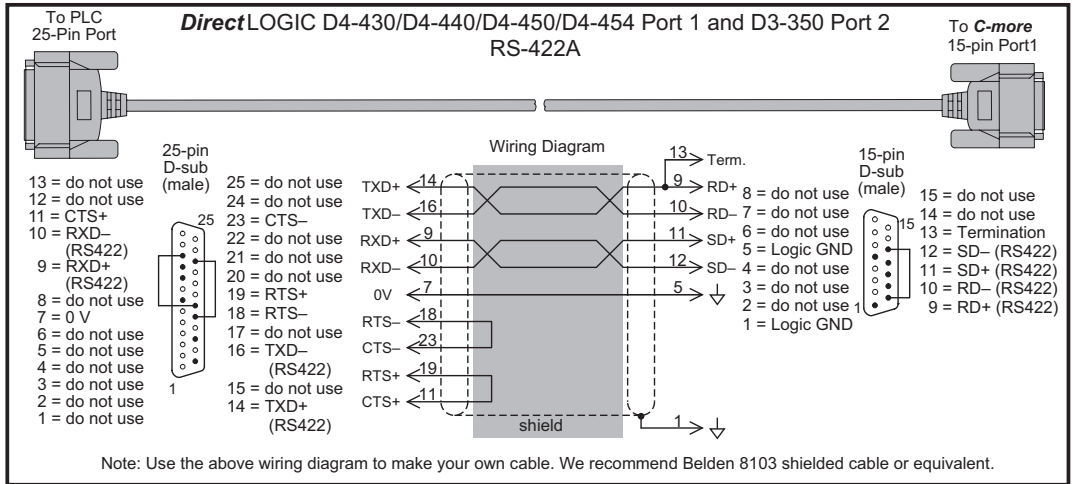 To PLC
25-Pin Port
DirectLOGIC D4-430/D4-440/D4-450/D4-454 Port 1 and D3-350 Port 2
RS-422A
To C-more
15-pin Port1
25-pin
D-sub
(male)
13 = do not use
12 = do not use
11 = CTS+
10 = RXD–
(RS422)
9 = RXD+
(RS422)
8 = do not use
7 = 0 V
6 = do not use
5 = do not use
4 = do not use
3 = do not use
2 = do not use
1 = do not use
25
1
25 = do not use
24 = do not use
23 = CTS–
22 = do not use
21 = do not use
20 = do not use
19 = RTS+
18 = RTS–
17 = do not use
16 = TXD–
(RS422)
15 = do not use
14 = TXD+
(RS422)
Wiring Diagram
13 Term.
TXD+ 14 9 RD+
TXD– 16 10 RD–
RXD+ 9 11 SD+
RXD– 10 12 SD–
0V 7 5
RTS– 18
CTS– 23
RTS+ 19
CTS+ 11
shield
1
8 = do not use
7 = do not use
6 = do not use
5 = Logic GND
4 = do not use
3 = do not use
2 = do not use
1 = Logic GND
15-pin
D-sub
(male)
15
1
15 = do not use
14 = do not use
13 = Termination
12 = SD– (RS422)
11 = SD+ (RS422)
10 = RD– (RS422)
9 = RD+ (RS422)
Note: Use the above wiring diagram to make your own cable. We recommend Belden 8103 shielded cable or equivalent.